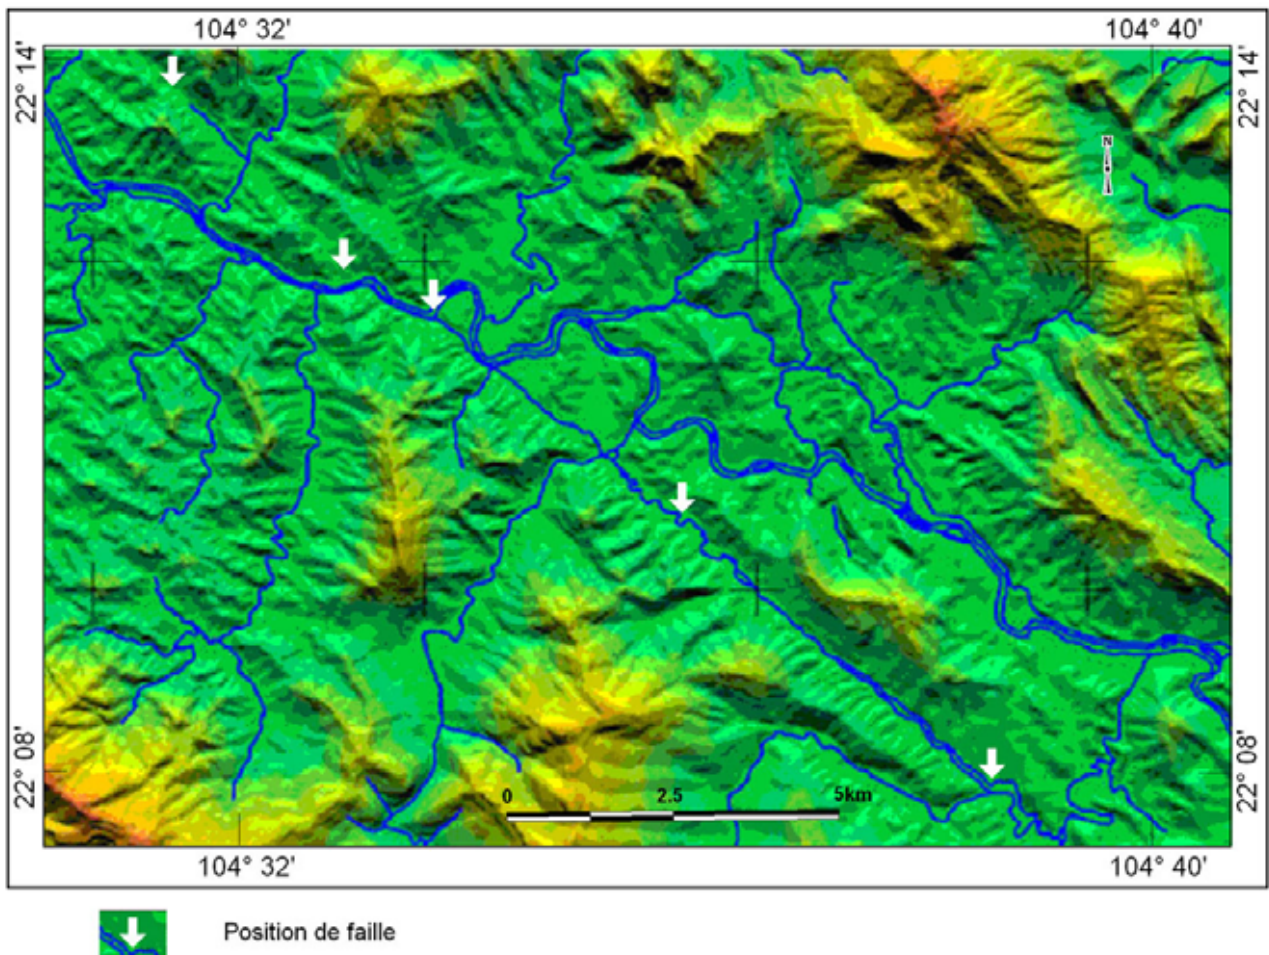 104° 32' 104° 40'
22° 14' 22° 14'
N
22° 08' 22° 08'
0 2.5 5km
104° 32' 104° 40'
Position de faille